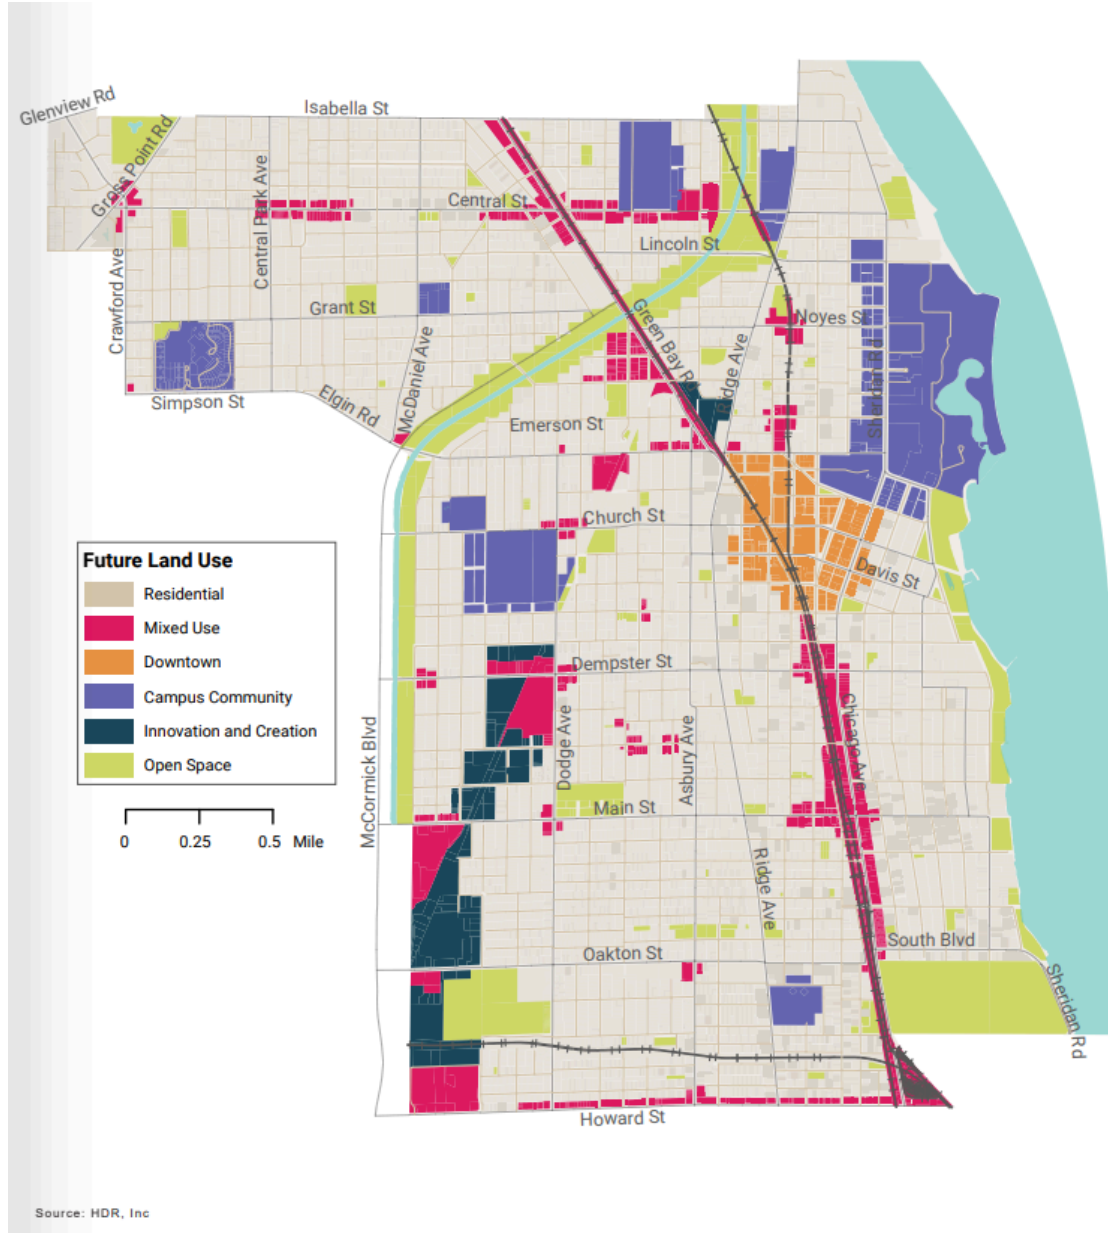 Glenview Rd
Isabella St
Gross Point Rd
Central Park Ave
Central St
Lincoln St
Crawford Ave
Grant St
Green Bay Rd
Noyes St
Ridge Ave
Sheridan Rd
McDaniel Ave
Simpson St
Elgin Rd
Emerson St
Church St
Davis St
Future Land Use
Residential
Mixed Use
Downtown
Campus Community
Innovation and Creation
Open Space
0 0.25 0.5 Mile
Dempster St
Chicago Ave
Dodge Ave
Asbury Ave
McCormick Blvd
Main St
Ridge Ave
South Blvd
Oakton St
Sheridan Rd
Howard St
Source: HDR, Inc